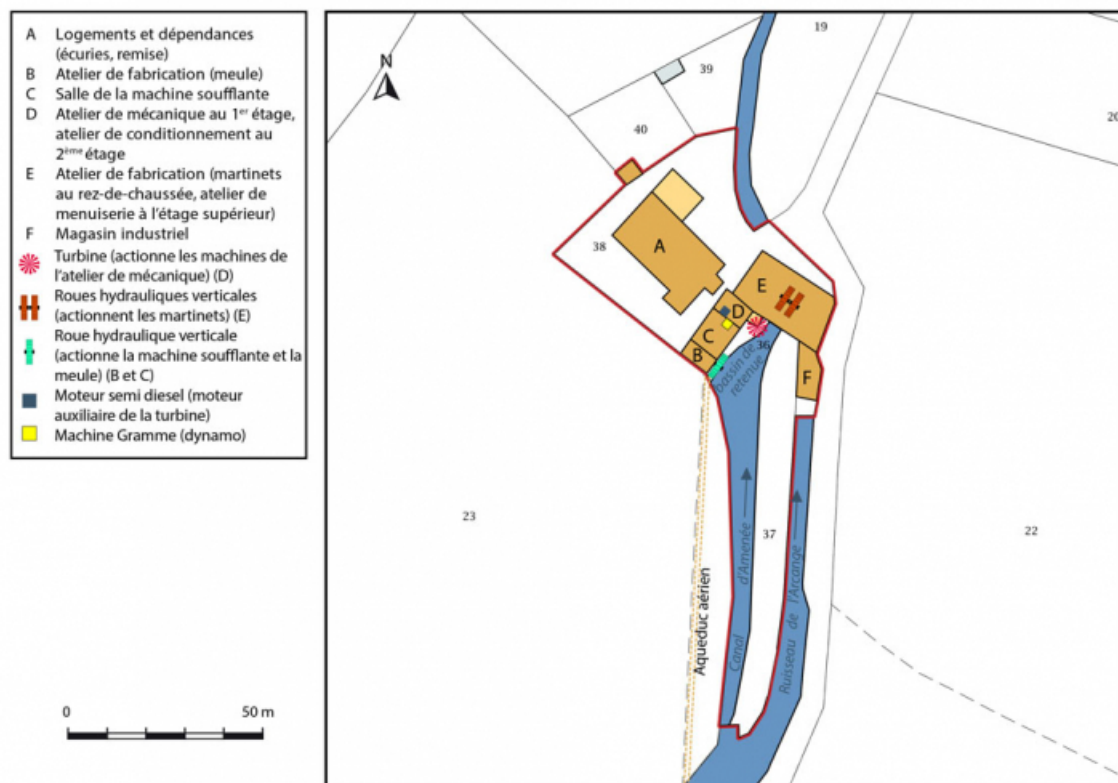 A Logements et dépendances
(écuries, remise)
B Atelier de fabrication (meule)
C Salle de la machine soufflante
D Atelier de mécanique au 1er étage,
atelier de conditionnement au
2ème étage
E Atelier de fabrication (martinets
au rez-de-chaussée, atelier de
menuiserie à l'étage supérieur)
F Magasin industriel
Turbine (actionne les machines de
l'atelier de mécanique) (D)
Roues hydrauliques verticales
(actionnent les martinets) (E)
Roue hydraulique verticale
(actionne la machine soufflante et la
meule) (B et C)
Moteur semi diesel (moteur
auxiliaire de la turbine)
Machine Gramme (dynamo)
0 50 m
N
19
39
20
40
38
A
E
D
C
B
36
F
bassin de
retenue
23
22
37
Aqueduc aérien
Canal d'Amenée
Ruisseau de l'Arcange